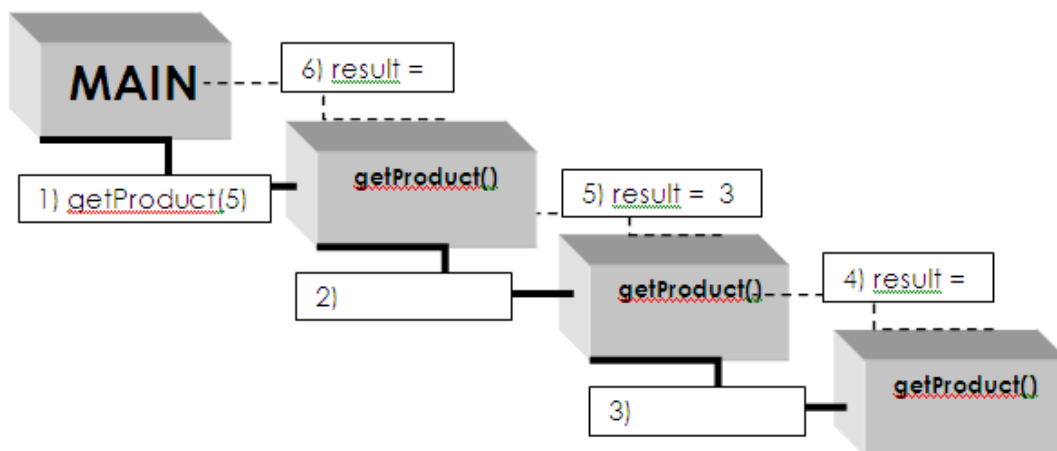 MAIN
6) result =
getProduct()
1) getProduct(5)
5) result = 3
2)
getProduct()
4) result =
3)
getProduct()